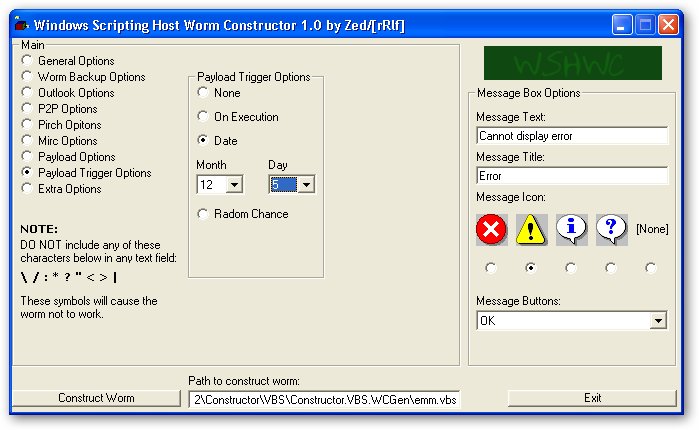 Windows Scripting Host Worm Constructor 1.0 by Zed/[rRlf]
Main
General Options
Worm Backup Options
Outlook Options
P2P Options
Pirch Opitons
Mirc Options
Payload Options
Payload Trigger Options
Extra Options
NOTE:
DO NOT include any of these
characters below in any text field:
\ / : * ? " < > |
These symbols will cause the
worm not to work.
Payload Trigger Options
None
On Execution
Date
Month Day
12 5
Radom Chance
WSHWC
Message Box Options
Message Text:
Cannot display error
Message Title:
Error
Message Icon:
[None]
Message Buttons:
OK
Path to construct worm:
Construct Worm
2\Constructor\VBS\Constructor.VBS.WCGen\emm.vbs
Exit